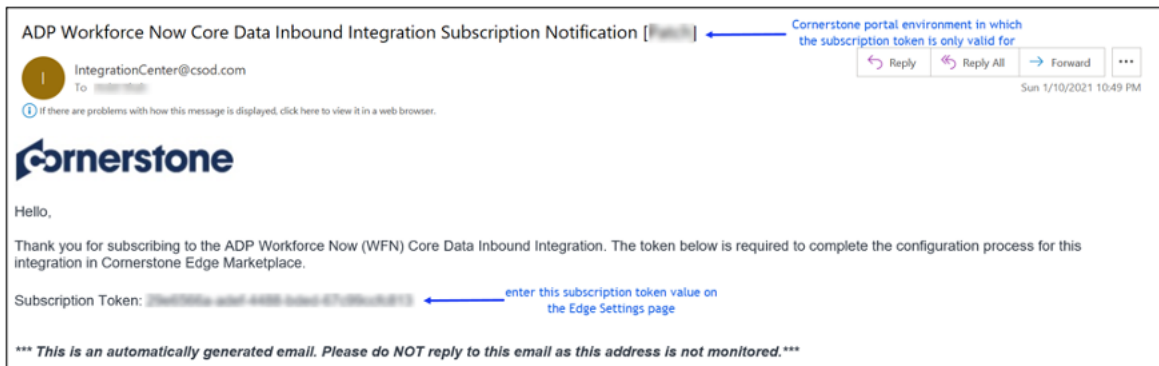 ADP Workforce Now Core Data Inbound Integration Subscription Notification [
Cornerstone portal environment in which
the subscription token is only valid for
I
IntegrationCenter@csod.com
To
Reply
Reply All
Forward
...
Sun 1/10/2021 10:49 PM
i If there are problems with how this message is displayed, click here to view it in a web browser.
cornerstone
Hello,
Thank you for subscribing to the ADP Workforce Now (WFN) Core Data Inbound Integration. The token below is required to complete the configuration process for this
integration in Cornerstone Edge Marketplace.
Subscription Token:
enter this subscription token value on
the Edge Settings page
*** This is an automatically generated email. Please do NOT reply to this email as this address is not monitored.***